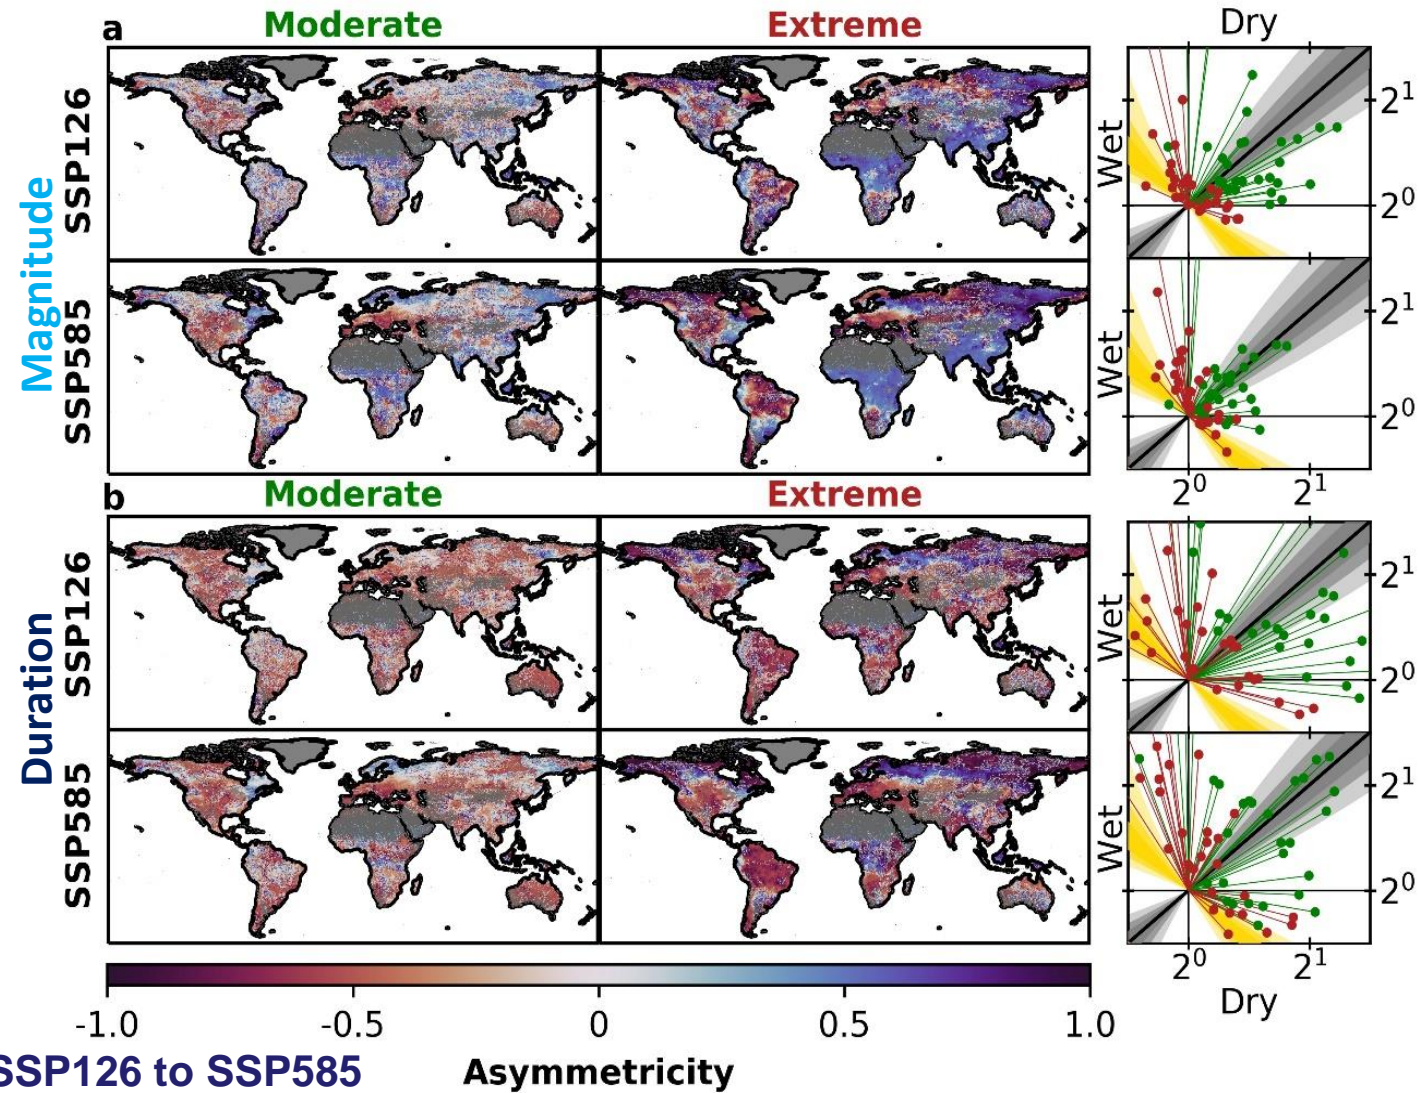 a
Moderate
Extreme
Dry
Magnitude
SSP126
SSP585
Wet
2¹
2⁰
Wet
2¹
2⁰
2⁰ 2¹
b
Moderate
Extreme
Duration
SSP126
SSP585
Wet
2¹
2⁰
Wet
2¹
2⁰
2⁰ 2¹
Dry
-1.0 -0.5 0 0.5 1.0
Asymmetricity
SSP126 to SSP585